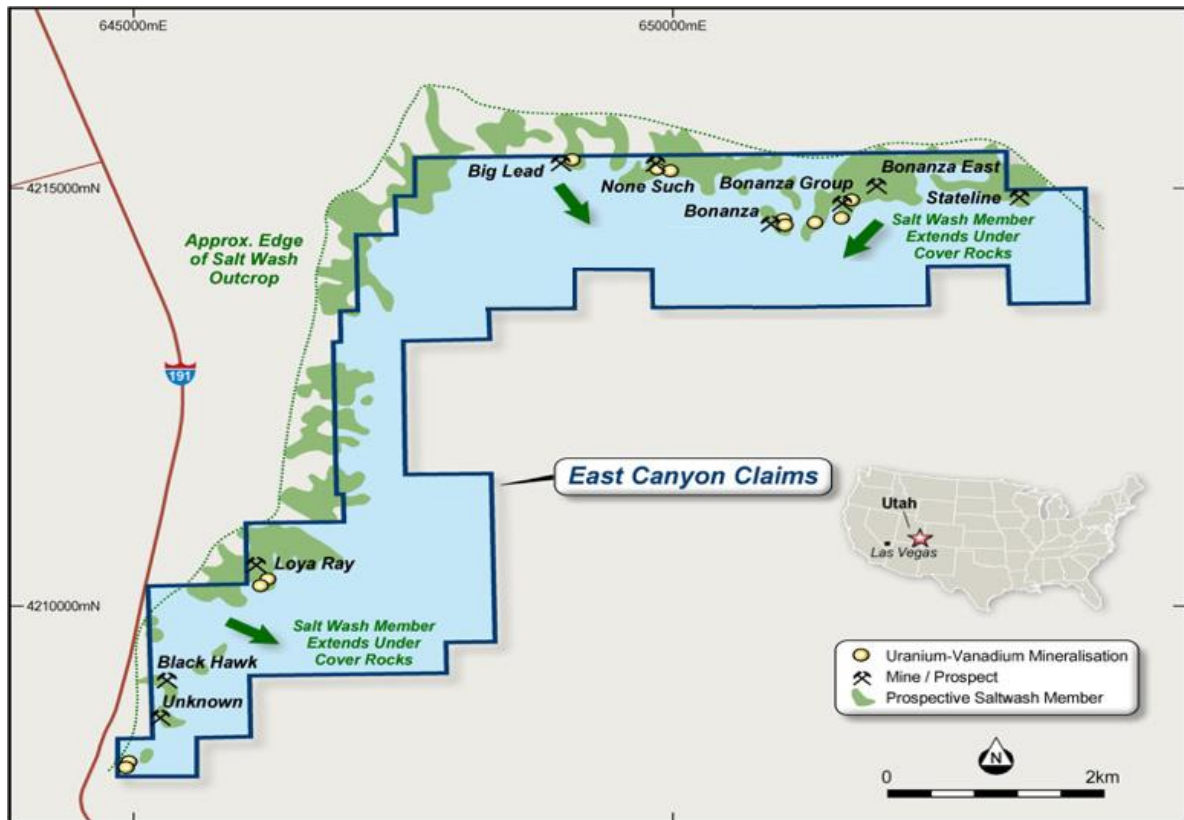 645000mE
650000mE
4215000mN
Big Lead
None Such
Bonanza East
Bonanza Group
Stateline
Bonanza
Salt Wash Member
Extends Under
Cover Rocks
Approx. Edge
of Salt Wash
Outcrop
191
East Canyon Claims
Utah
Las Vegas
Loya Ray
4210000mN
Salt Wash Member
Extends Under
Cover Rocks
Black Hawk
Unknown
Uranium-Vanadium Mineralisation
Mine / Prospect
Prospective Saltwash Member
N
0
2km